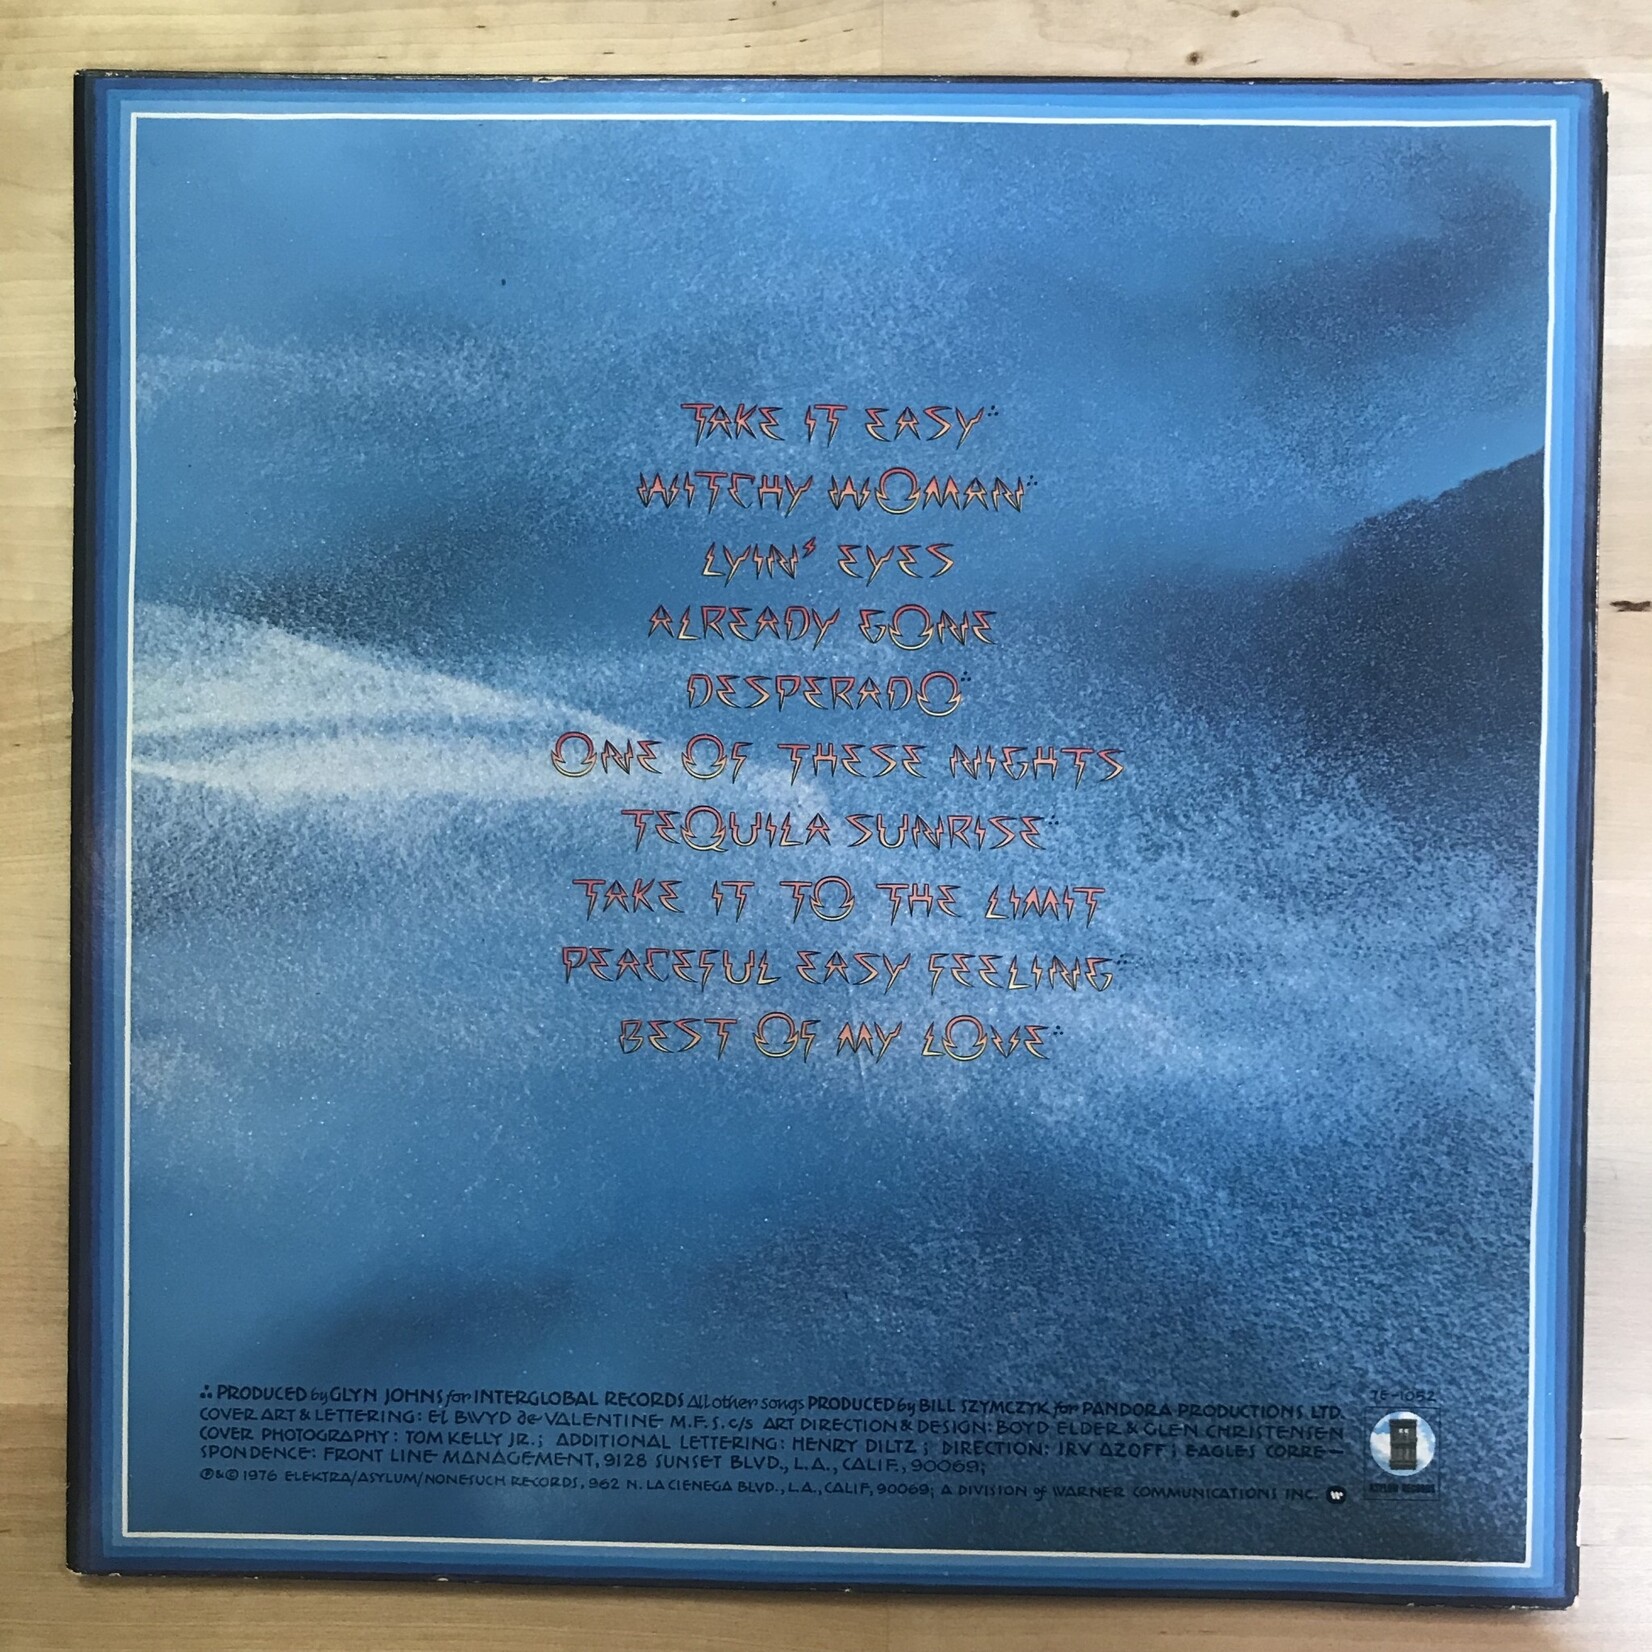 TAKE IT EASY∴
WITCHY WOMAN∴
LYIN' EYES
ALREADY GONE
DESPERADO∴
ONE OF THESE NIGHTS
TEQUILA SUNRISE∴
TAKE IT TO THE LIMIT
PEACEFUL EASY FEELING∴
BEST OF MY LOVE∴
7E-1052
∴ PRODUCED by GLYN JOHNS for INTERGLOBAL RECORDS All other songs PRODUCED by BILL SZYMCZYK for PANDORA PRODUCTIONS LTD.
COVER ART & LETTERING: El BWYD de VALENTINE M.F.S. c/s ART DIRECTION & DESIGN: BOYD ELDER & GLEN CHRISTENSEN
COVER PHOTOGRAPHY: TOM KELLY JR.; ADDITIONAL LETTERING: HENRY DILTZ; DIRECTION: IRV AZOFF; EAGLES CORRE-
SPONDENCE: FRONT LINE MANAGEMENT, 9128 SUNSET BLVD., L.A., CALIF., 90069;
℗&© 1976 ELEKTRA/ASYLUM/NONESUCH RECORDS, 962 N. LA CIENEGA BLVD., L.A., CALIF, 90069; A DIVISION of WARNER COMMUNICATIONS INC.
ASYLUM RECORDS